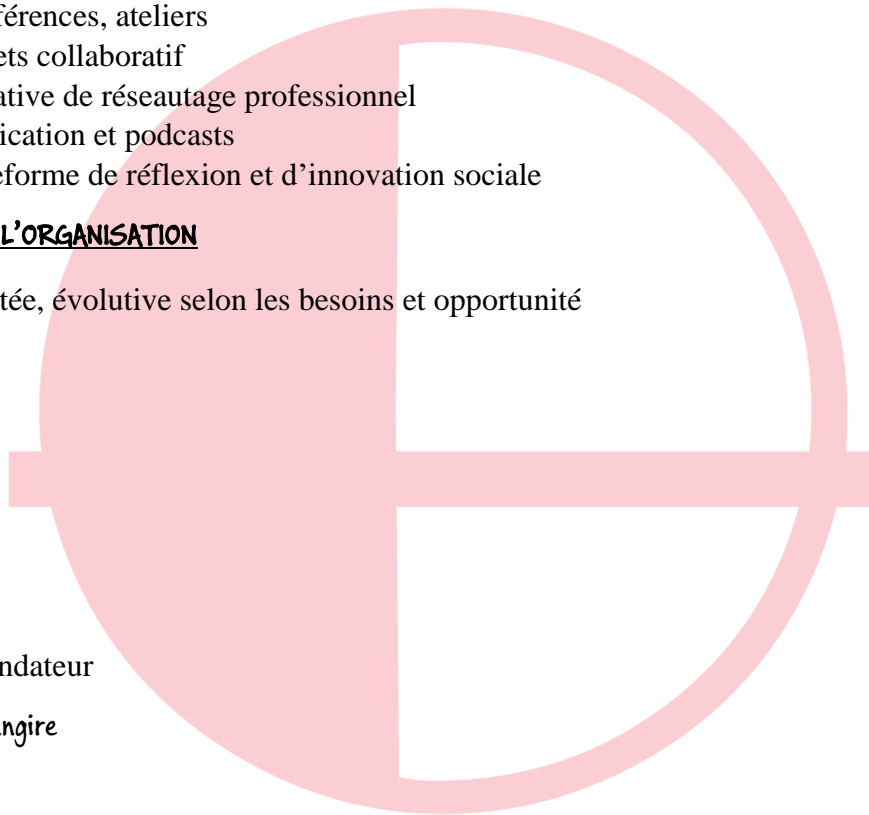 férences, ateliers
ets collaboratif
ative de réseautage professionnel
ication et podcasts
eforme de réflexion et d’innovation sociale
L’ORGANISATION
tée, évolutive selon les besoins et opportunité
ndateur
ngire